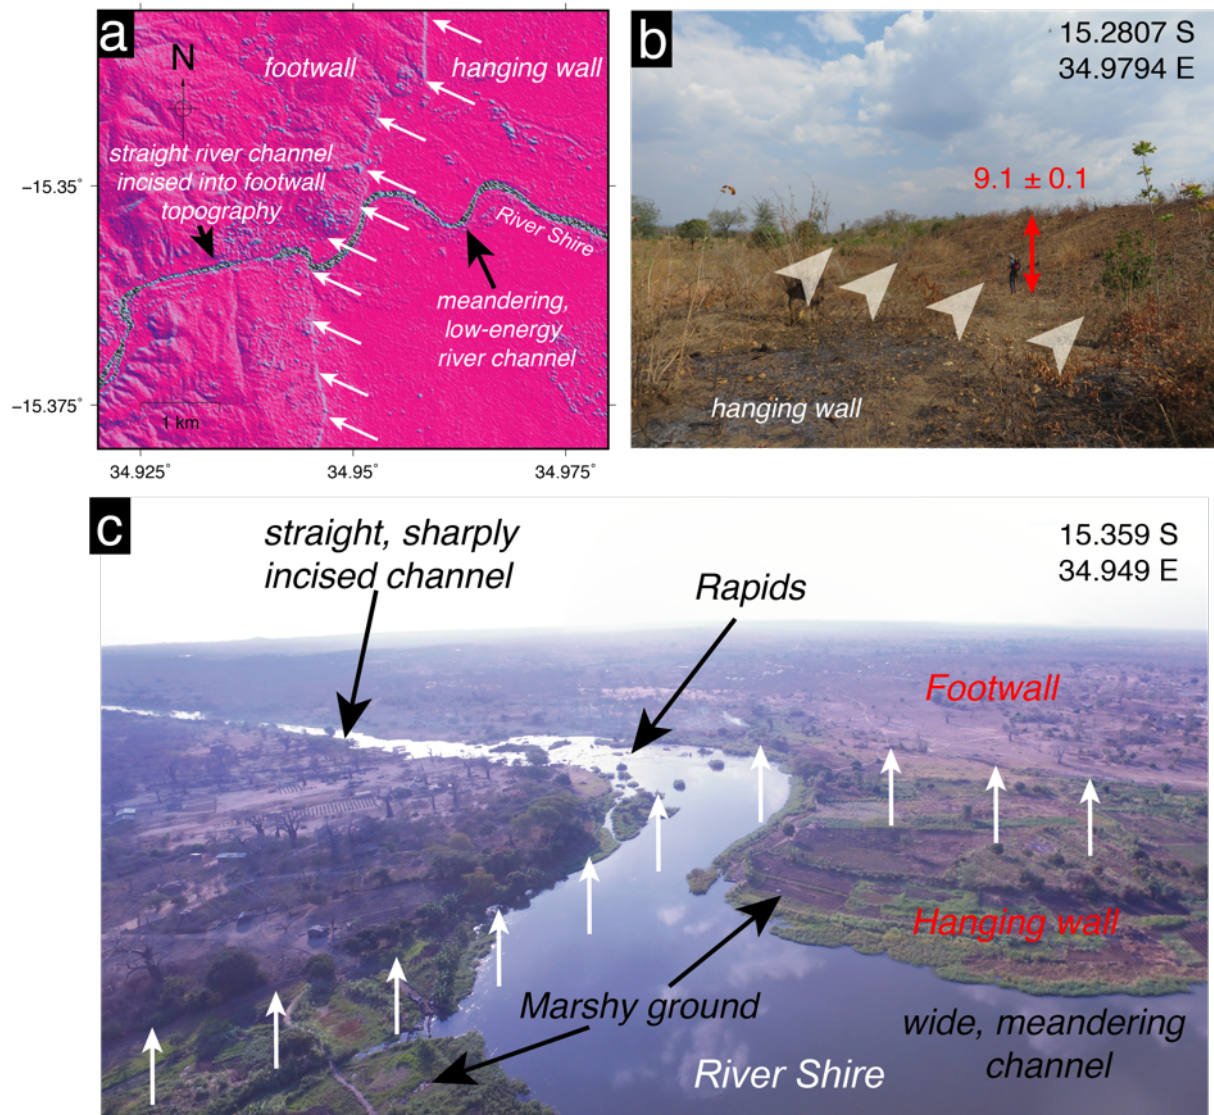 a
N
footwall
hanging wall
straight river channel
incised into footwall
topography
River Shire
meandering,
low-energy
river channel
1 km
−15.35˚
−15.375˚
34.925˚
34.95˚
34.975˚
b
15.2807 S
34.9794 E
9.1 ± 0.1
hanging wall
c
straight, sharply
incised channel
15.359 S
34.949 E
Rapids
Footwall
Hanging wall
Marshy ground
wide, meandering
channel
River Shire